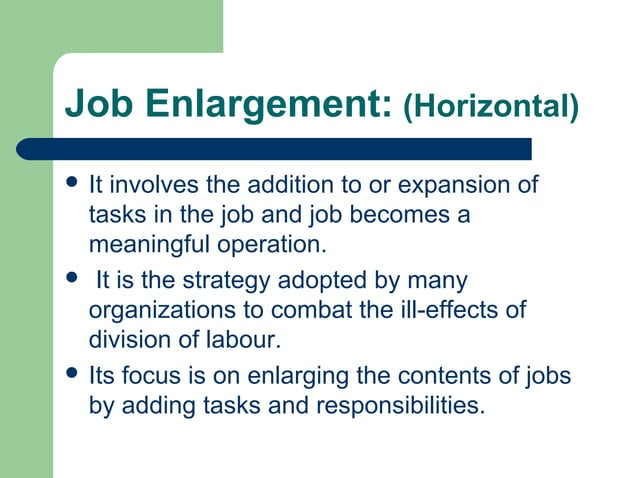 Job Enlargement: (Horizontal)
It involves the addition to or expansion of
tasks in the job and job becomes a
meaningful operation.
It is the strategy adopted by many
organizations to combat the ill-effects of
division of labour.
Its focus is on enlarging the contents of jobs
by adding tasks and responsibilities.